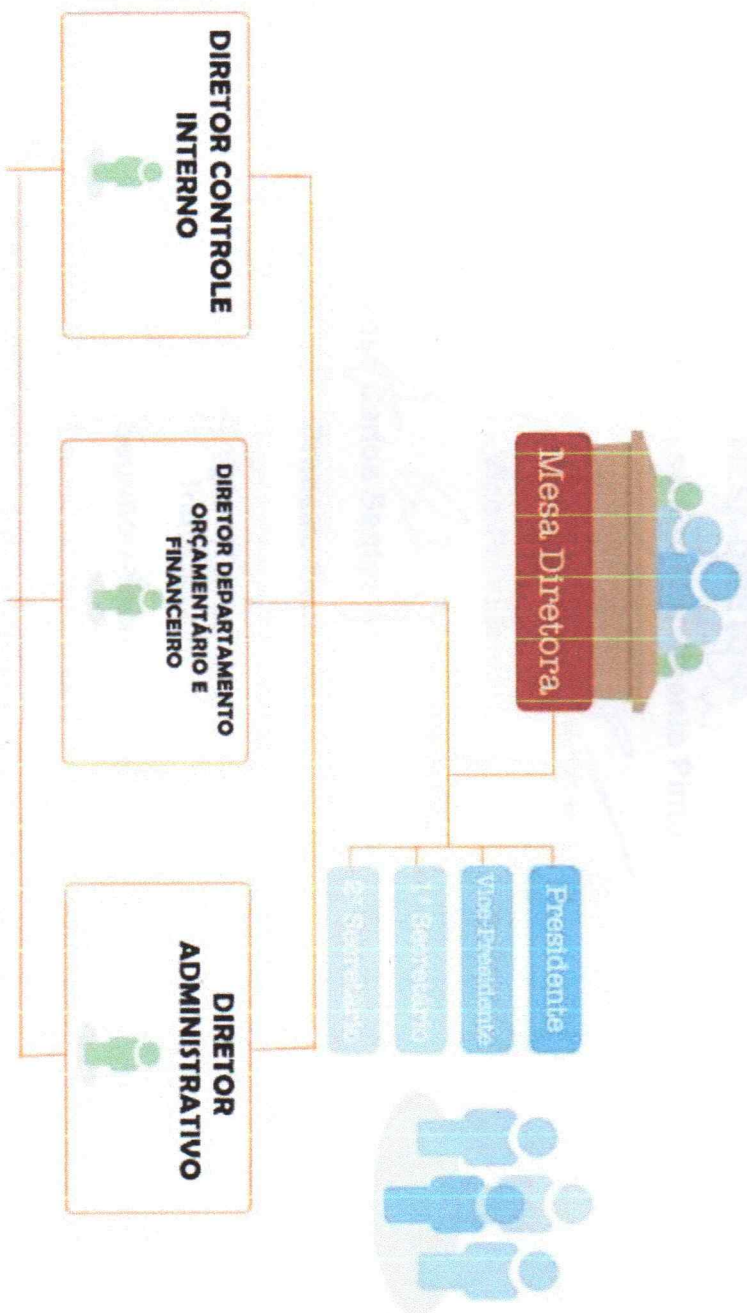 Mesa Diretora
Presidente
Vice-Presidente
1º Secretário
2º Secretário
DIRETOR CONTROLE
INTERNO
DIRETOR DEPARTAMENTO
ORÇAMENTÁRIO E
FINANCEIRO
DIRETOR
ADMINISTRATIVO